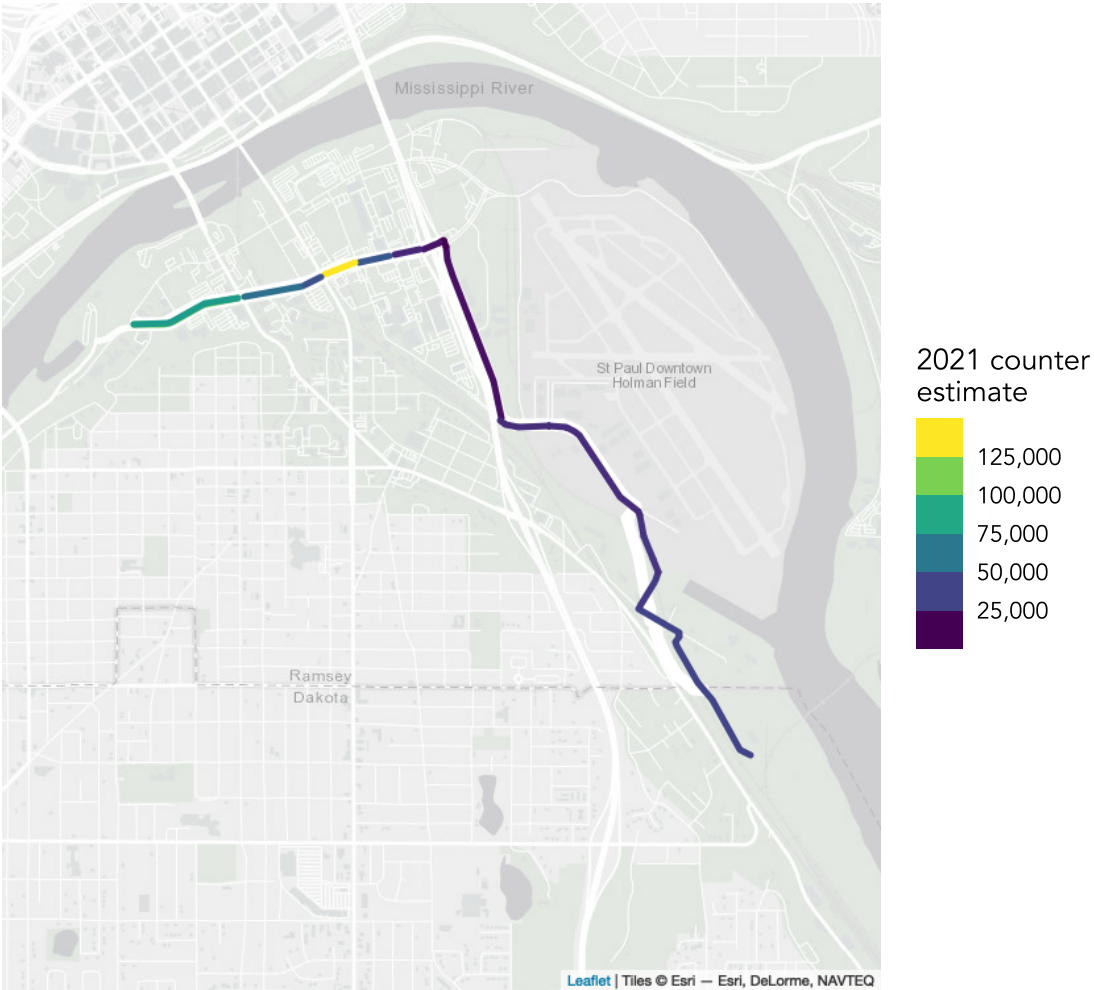 Mississippi River
St Paul Downtown
Holman Field
Ramsey
Dakota
2021 counter
estimate
125,000
100,000
75,000
50,000
25,000
Leaflet | Tiles © Esri — Esri, DeLorme, NAVTEQ